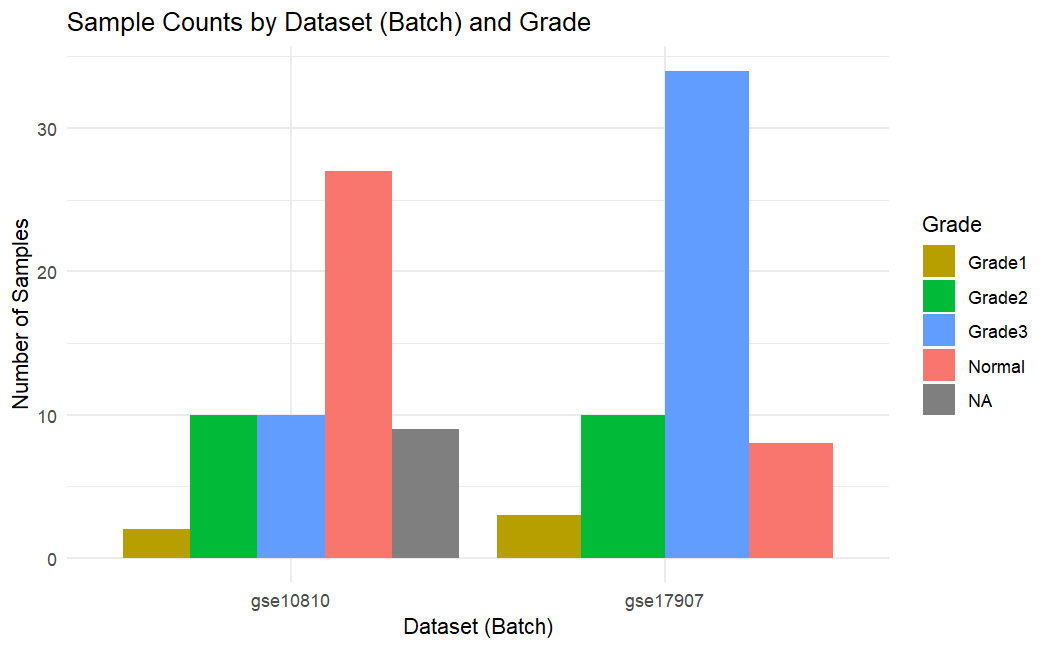 Sample Counts by Dataset (Batch) and Grade
Number of Samples
30
20
10
0
gse10810
gse17907
Dataset (Batch)
Grade
Grade1
Grade2
Grade3
Normal
NA